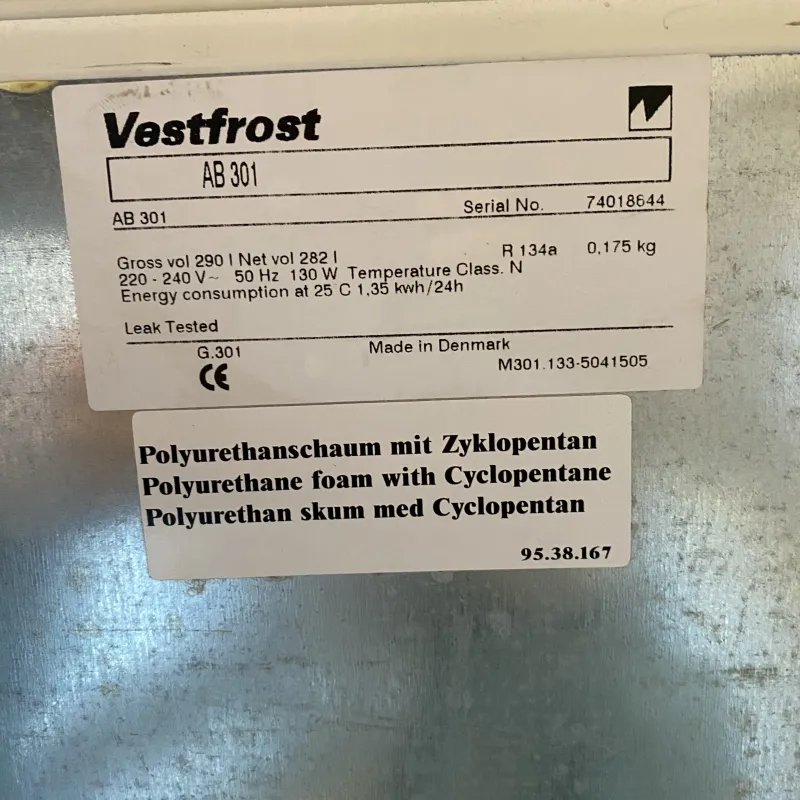 Vestfrost
AB 301
AB 301 Serial No. 74018644
Gross vol 290 l Net vol 282 l R 134a 0,175 kg
220 - 240 V~ 50 Hz 130 W Temperature Class. N
Energy consumption at 25 C 1,35 kwh/24h
Leak Tested
G.301 Made in Denmark
CE M301.133-5041505
Polyurethanschaum mit Zyklopentan
Polyurethane foam with Cyclopentane
Polyurethan skum med Cyclopentan
95.38.167